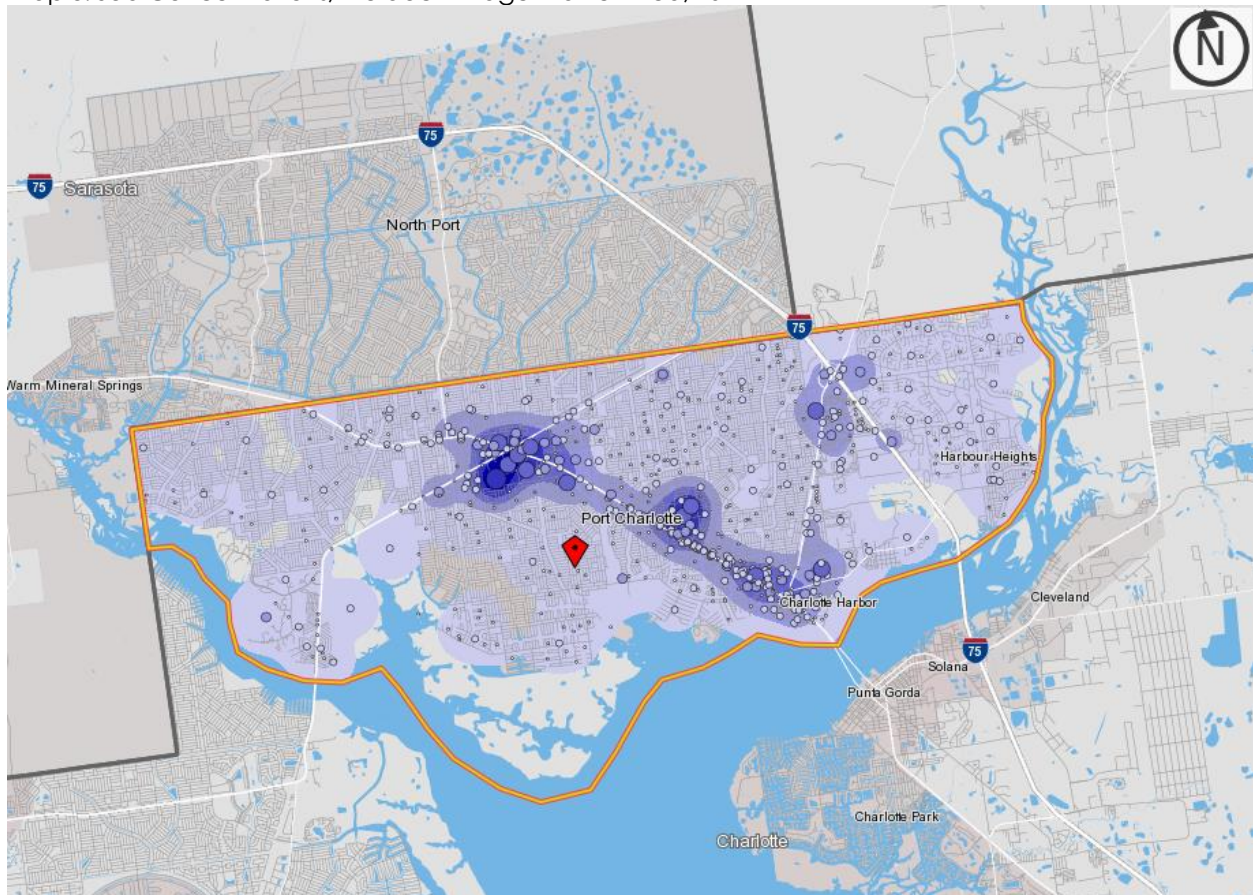 N
75
75
Sarasota
North Port
75
Warm Mineral Springs
Harbour Heights
Port Charlotte
Charlotte Harbor
Cleveland
75
Solana
Punta Gorda
Charlotte Park
Charlotte